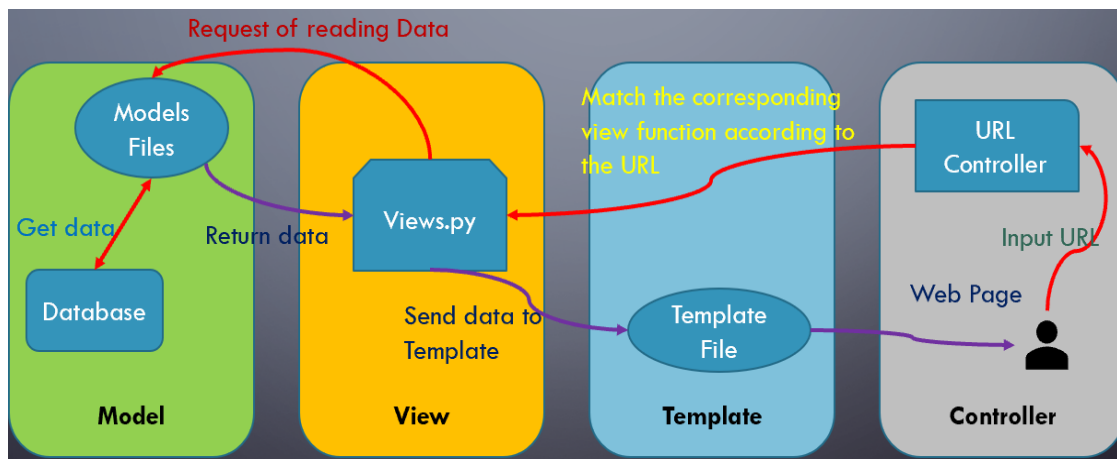 Request of reading Data
Models
Files
Get data
Database
Return data
Model
Views.py
Send data to
Template
View
Match the corresponding
view function according to
the URL
Template
File
Template
URL
Controller
Input URL
Web Page
Controller